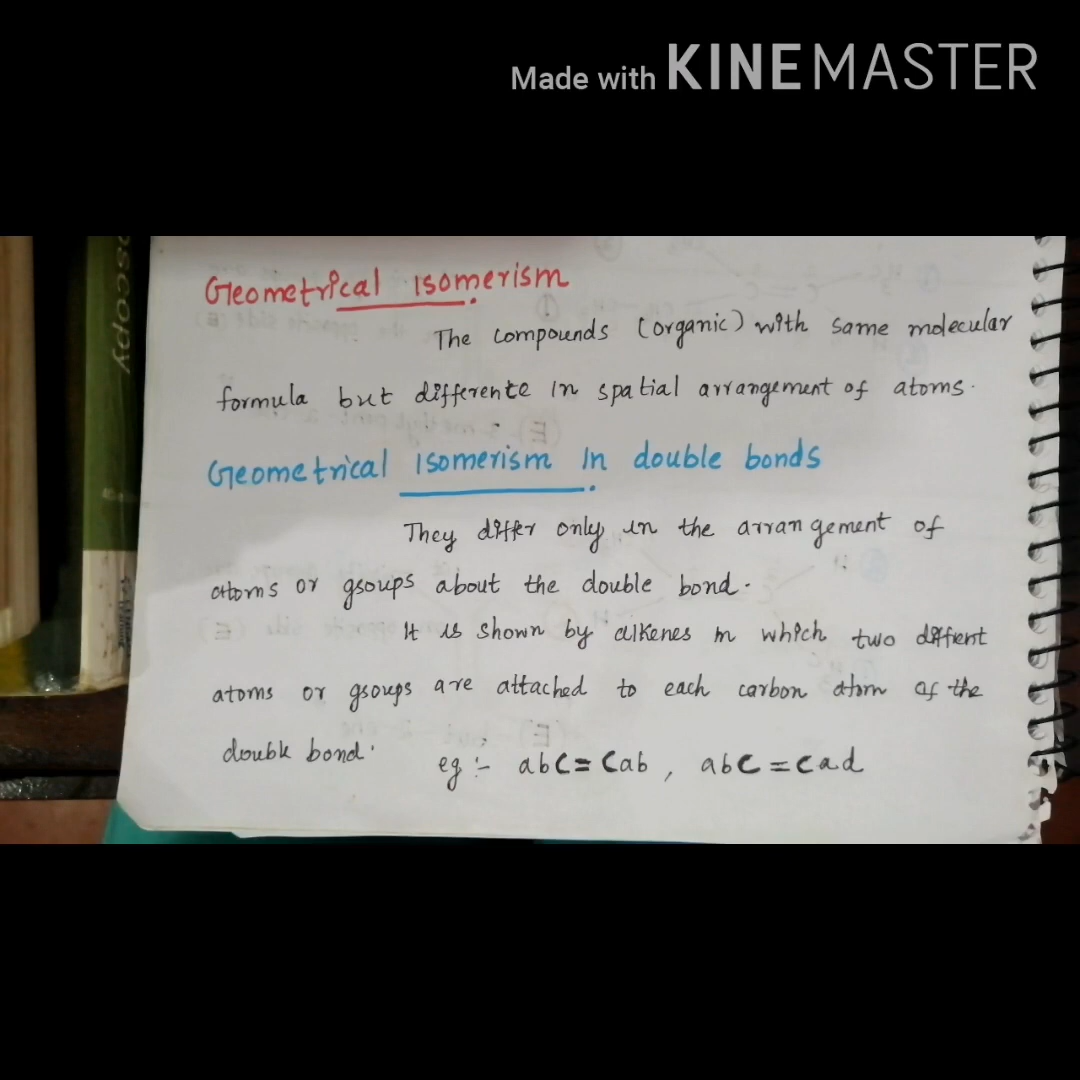 Made with KINEMASTER
oscopy
Geometrical isomerism
The compounds (organic) with same molecular
formula but differente in spatial arrangement of atoms.
Geometrical isomerism in double bonds
They differ only in the arrangement of
atoms or gsoups about the double bond.
It is shown by alkenes in which two diffient
atoms or gsoups are attached to each carbon atom of the
double bond.
eg :- abC=Cab, abC=Cad